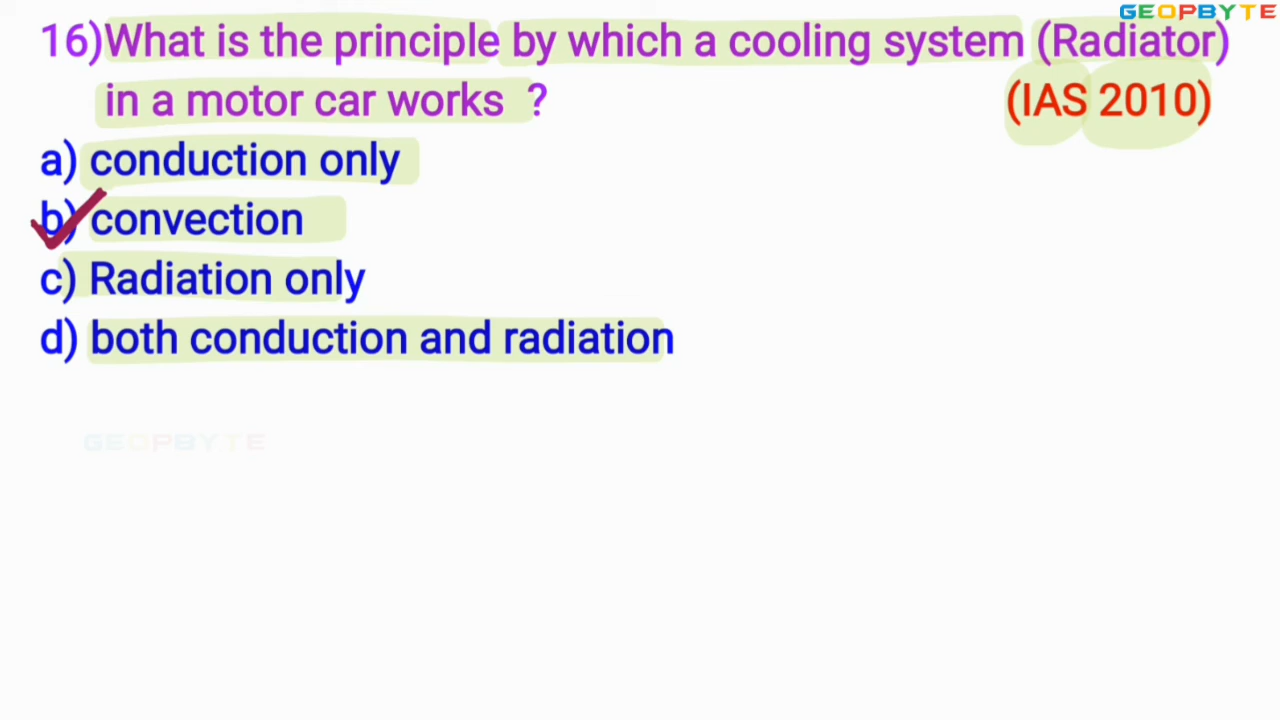 GEOPBYTE
16)What is the principle by which a cooling system (Radiator)
in a motor car works ? (IAS 2010)
a) conduction only
b) convection
c) Radiation only
d) both conduction and radiation
GEOPBYTE